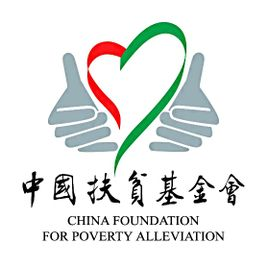 中國扶貧基金會
CHINA FOUNDATION
FOR POVERTY ALLEVIATION